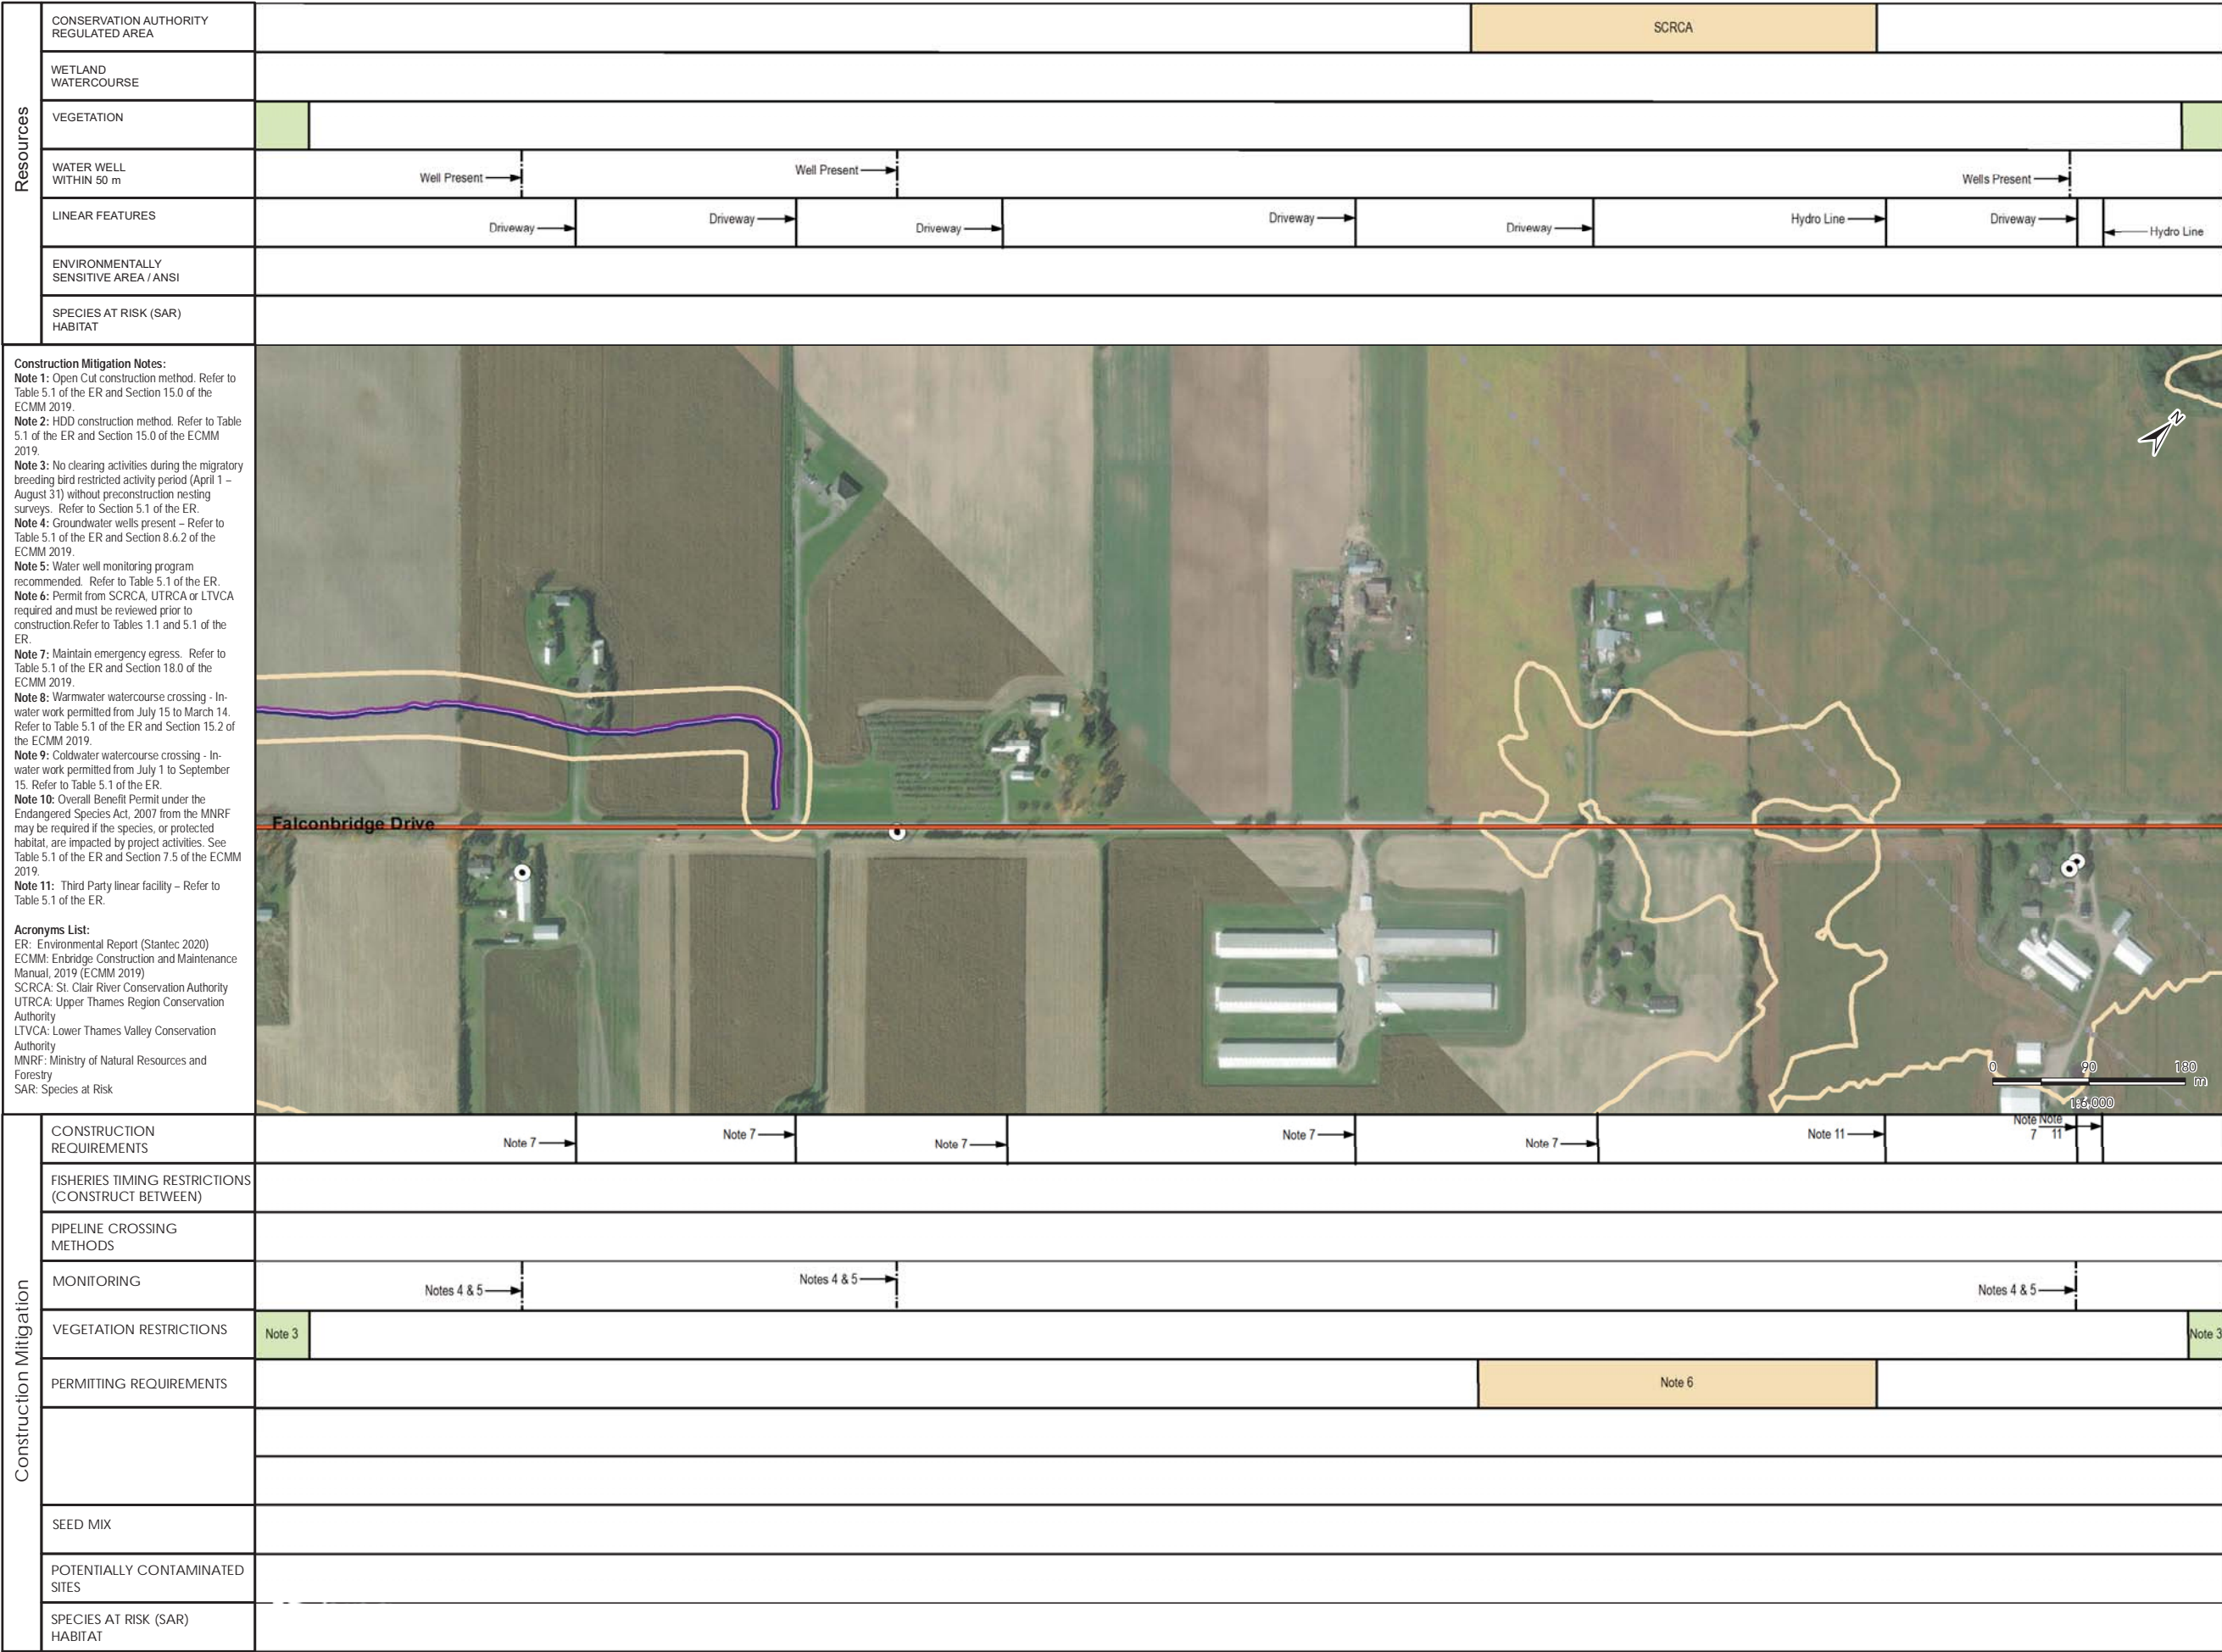 Resources
CONSERVATION AUTHORITY
REGULATED AREA
SCRCA
WETLAND
WATERCOURSE
VEGETATION
WATER WELL
WITHIN 50 m
Well Present
Well Present
Wells Present
LINEAR FEATURES
Driveway
Driveway
Driveway
Driveway
Driveway
Hydro Line
Driveway
Hydro Line
ENVIRONMENTALLY
SENSITIVE AREA / ANSI
SPECIES AT RISK (SAR)
HABITAT
Construction Mitigation Notes:
Note 1: Open Cut construction method. Refer to
Table 5.1 of the ER and Section 15.0 of the
ECMM 2019.
Note 2: HDD construction method. Refer to Table
5.1 of the ER and Section 15.0 of the ECMM
2019.
Note 3: No clearing activities during the migratory
breeding bird restricted activity period (April 1 –
August 31) without preconstruction nesting
surveys. Refer to Section 5.1 of the ER.
Note 4: Groundwater wells present – Refer to
Table 5.1 of the ER and Section 8.6.2 of the
ECMM 2019.
Note 5: Water well monitoring program
recommended. Refer to Table 5.1 of the ER.
Note 6: Permit from SCRCA, UTRCA or LTVCA
required and must be reviewed prior to
construction.Refer to Tables 1.1 and 5.1 of the
ER.
Note 7: Maintain emergency egress. Refer to
Table 5.1 of the ER and Section 18.0 of the
ECMM 2019.
Note 8: Warmwater watercourse crossing - In-
water work permitted from July 15 to March 14.
Refer to Table 5.1 of the ER and Section 15.2 of
the ECMM 2019.
Note 9: Coldwater watercourse crossing - In-
water work permitted from July 1 to September
15. Refer to Table 5.1 of the ER.
Note 10: Overall Benefit Permit under the
Endangered Species Act, 2007 from the MNRF
may be required if the species, or protected
habitat, are impacted by project activities. See
Table 5.1 of the ER and Section 7.5 of the ECMM
2019.
Note 11: Third Party linear facility – Refer to
Table 5.1 of the ER.
Acronyms List:
ER: Environmental Report (Stantec 2020)
ECMM: Enbridge Construction and Maintenance
Manual, 2019 (ECMM 2019)
SCRCA: St. Clair River Conservation Authority
UTRCA: Upper Thames Region Conservation
Authority
LTVCA: Lower Thames Valley Conservation
Authority
MNRF: Ministry of Natural Resources and
Forestry
SAR: Species at Risk
N
Falconbridge Drive
0 90 180
m
Construction Mitigation
CONSTRUCTION
REQUIREMENTS
Note 7
Note 7
Note 7
Note 7
Note 7
Note 11
Note Note
7 11
FISHERIES TIMING RESTRICTIONS
(CONSTRUCT BETWEEN)
PIPELINE CROSSING
METHODS
MONITORING
Notes 4 & 5
Notes 4 & 5
Notes 4 & 5
VEGETATION RESTRICTIONS
Note 3
Note 3
PERMITTING REQUIREMENTS
Note 6
SEED MIX
POTENTIALLY CONTAMINATED
SITES
SPECIES AT RISK (SAR)
HABITAT